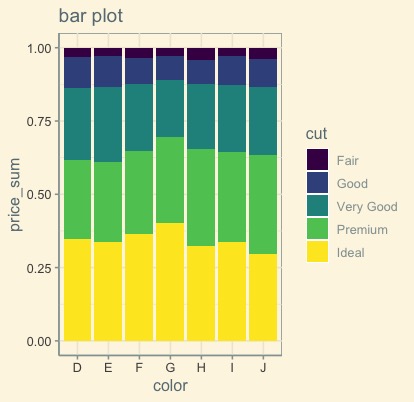 bar plot
1.00
0.75
0.50
0.25
0.00
price_sum
D E F G H I J
color
cut
Fair
Good
Very Good
Premium
Ideal